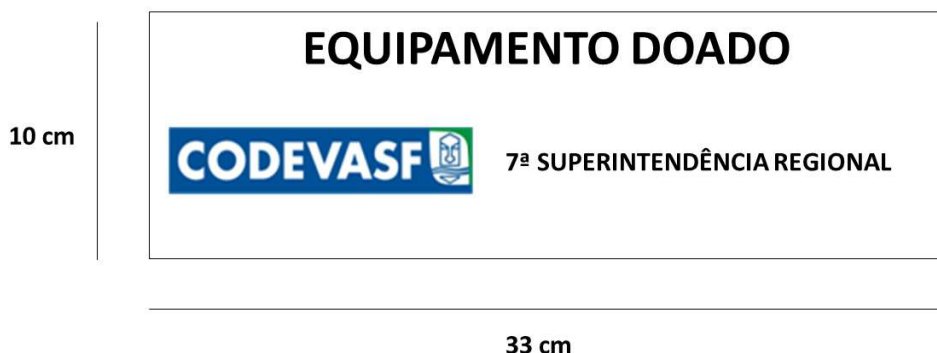 EQUIPAMENTO DOADO
10 cm
CODEVASF
7ª SUPERINTENDÊNCIA REGIONAL
33 cm